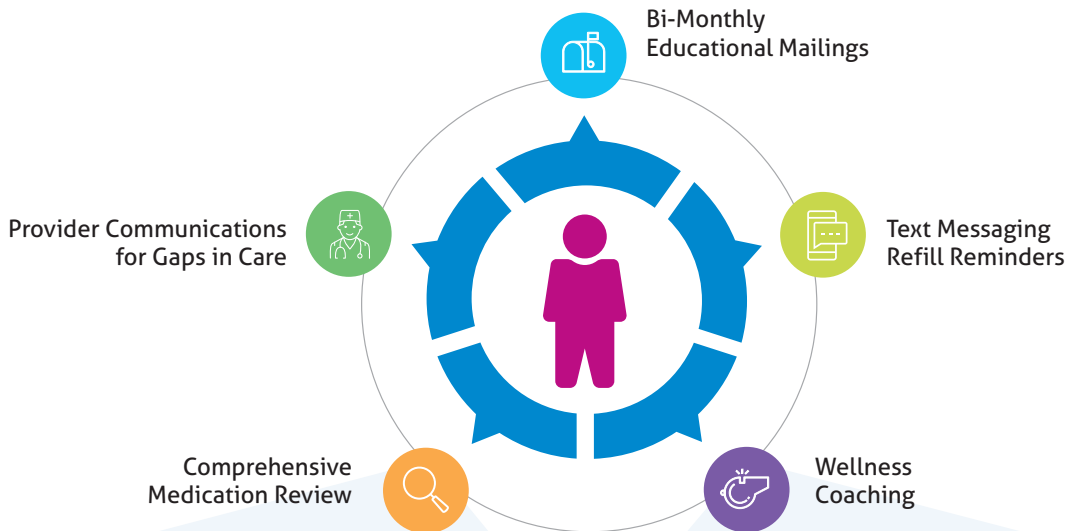 Bi-Monthly
Educational Mailings
Provider Communications
for Gaps in Care
Text Messaging
Refill Reminders
Comprehensive
Medication Review
Wellness
Coaching